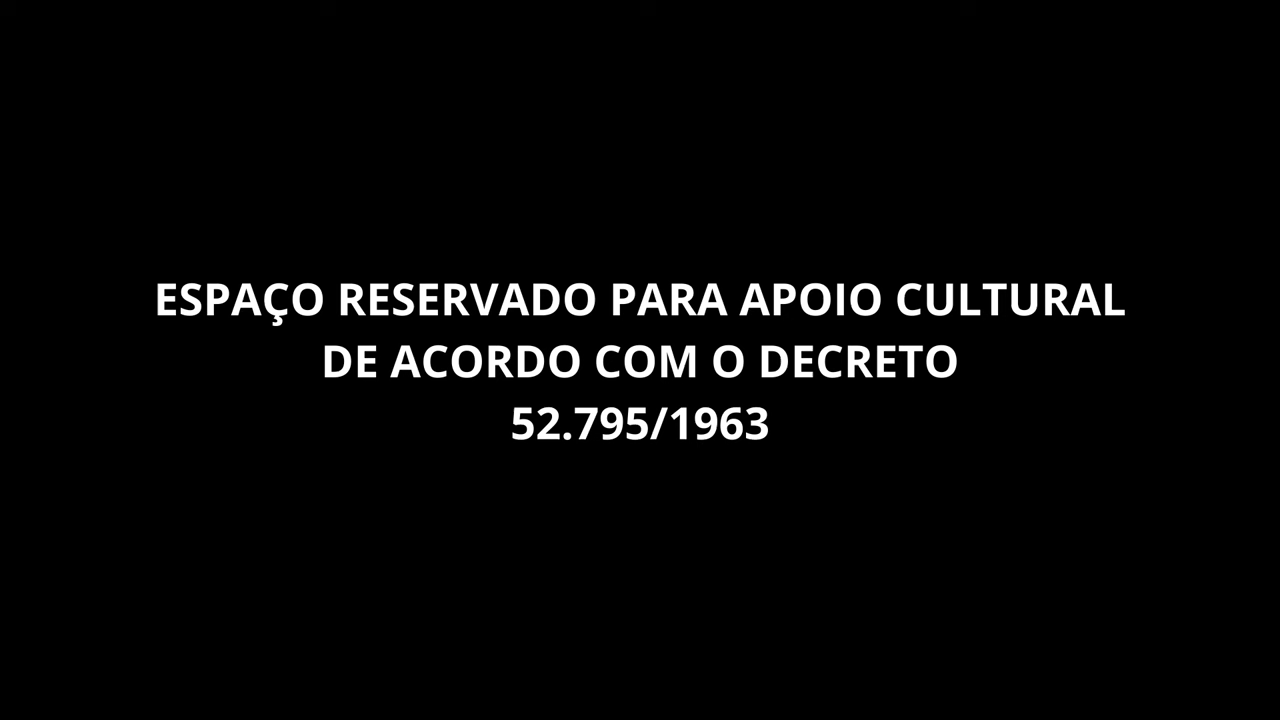 ESPAÇO RESERVADO PARA APOIO CULTURAL
DE ACORDO COM O DECRETO
52.795/1963